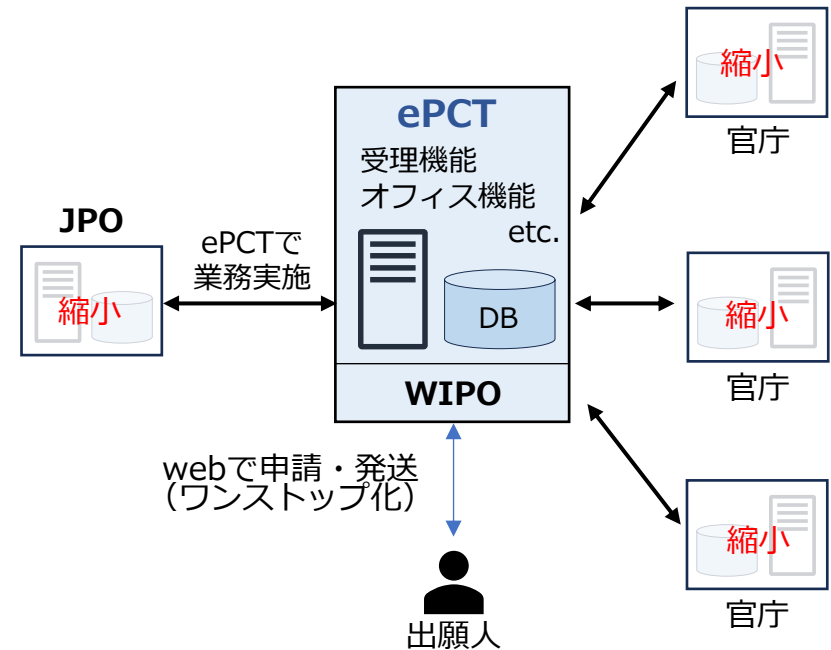 JPO
縮小
ePCTで
業務実施
ePCT
受理機能
オフィス機能
etc.
DB
WIPO
webで申請・発送
（ワンストップ化）
出願人
縮小
官庁
縮小
官庁
縮小
官庁